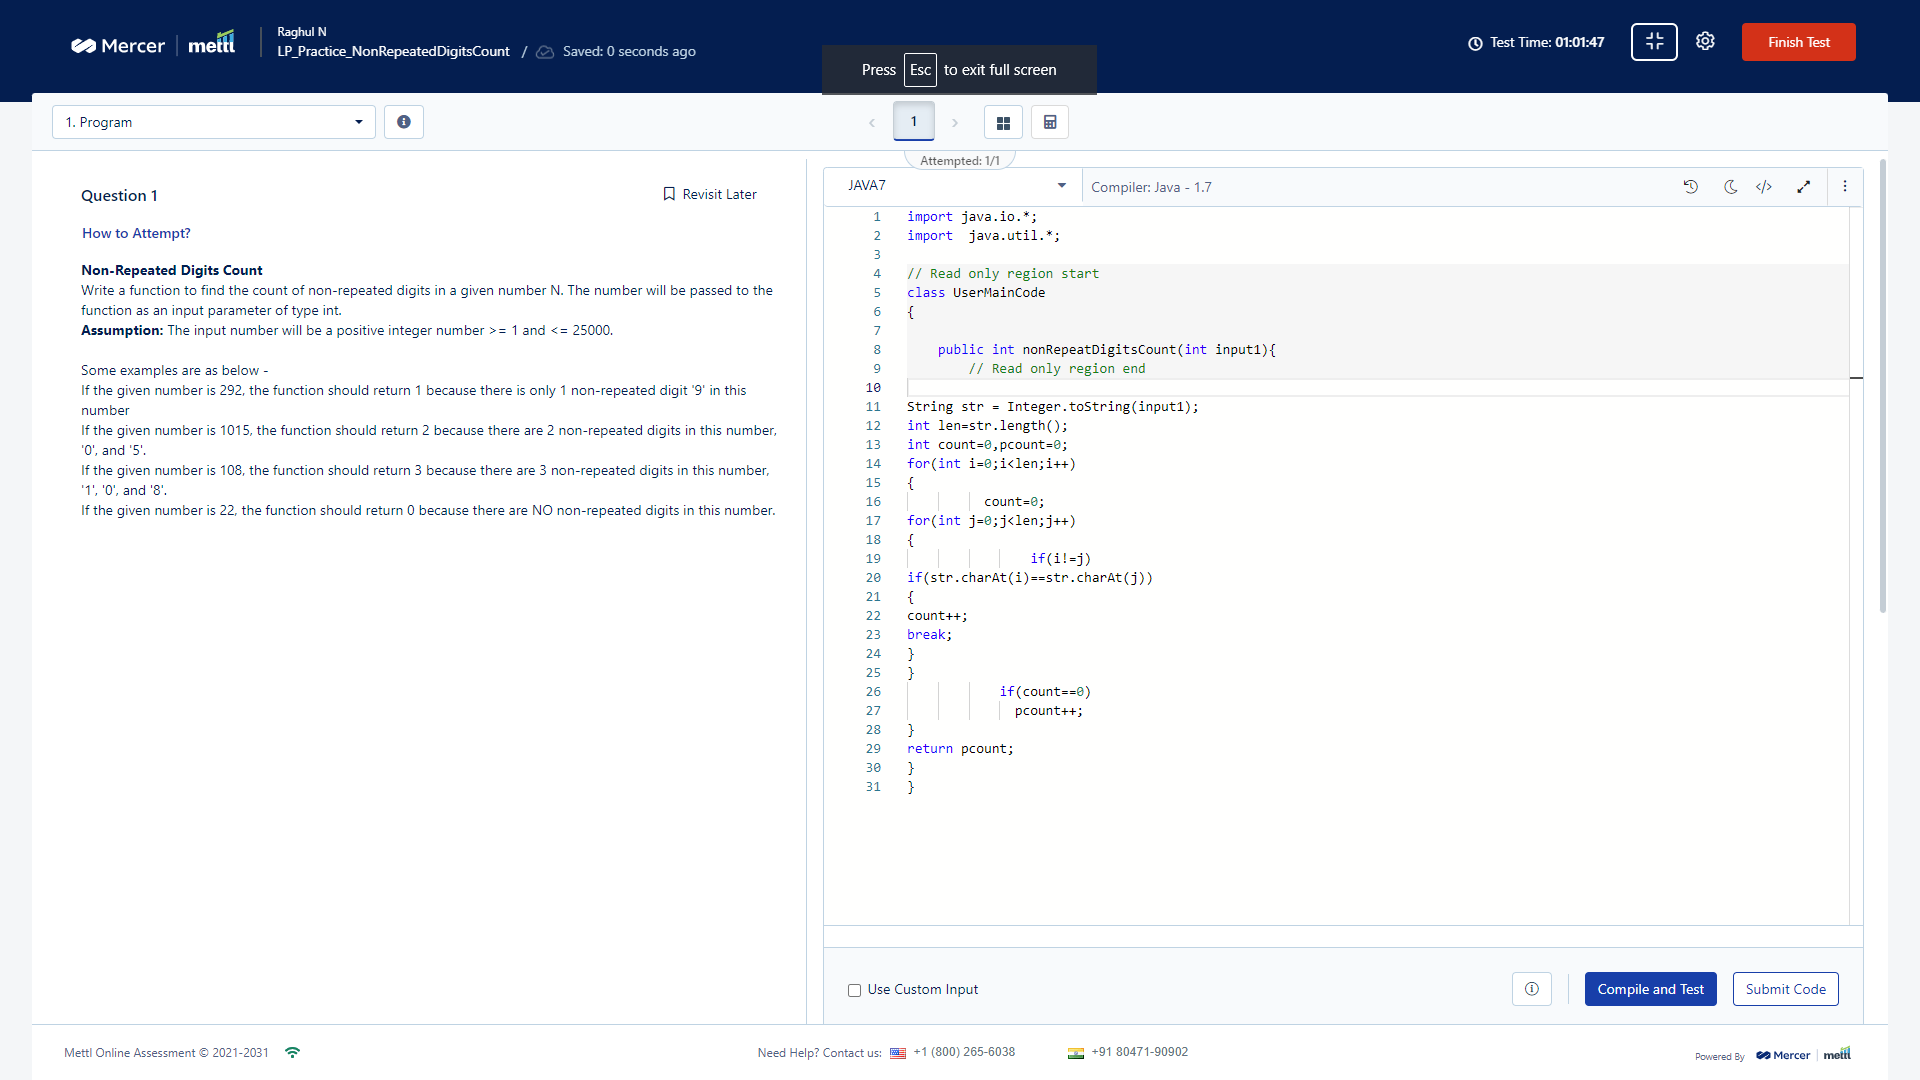 Mercer mettl
Raghul N
LP_Practice_NonRepeatedDigitsCount / Saved: 0 seconds ago
Press Esc to exit full screen
Test Time: 01:01:47
Finish Test
1. Program
1
Attempted: 1/1
Question 1
Revisit Later
How to Attempt?
Non-Repeated Digits Count
Write a function to find the count of non-repeated digits in a given number N. The number will be passed to the
function as an input parameter of type int.
Assumption: The input number will be a positive integer number >= 1 and <= 25000.
Some examples are as below -
If the given number is 292, the function should return 1 because there is only 1 non-repeated digit '9' in this
number
If the given number is 1015, the function should return 2 because there are 2 non-repeated digits in this number,
'0', and '5'.
If the given number is 108, the function should return 3 because there are 3 non-repeated digits in this number,
'1', '0', and '8'.
If the given number is 22, the function should return 0 because there are NO non-repeated digits in this number.
JAVA7
Compiler: Java - 1.7
1 import java.io.*;
2 import  java.util.*;
3
4 // Read only region start
5 class UserMainCode
6 {
7
8     public int nonRepeatDigitsCount(int input1){
9         // Read only region end
10
11 String str = Integer.toString(input1);
12 int len=str.length();
13 int count=0,pcount=0;
14 for(int i=0;i<len;i++)
15 {
16           count=0;
17 for(int j=0;j<len;j++)
18 {
19                 if(i!=j)
20 if(str.charAt(i)==str.charAt(j))
21 {
22 count++;
23 break;
24 }
25 }
26             if(count==0)
27               pcount++;
28 }
29 return pcount;
30 }
31 }
Use Custom Input
Compile and Test
Submit Code
Mettl Online Assessment © 2021-2031
Need Help? Contact us: +1 (800) 265-6038
+91 80471-90902
Powered By Mercer mettl